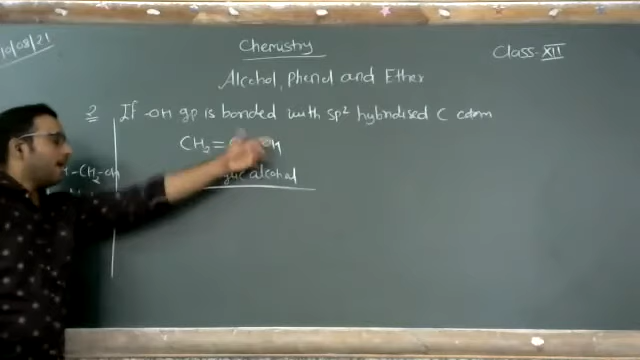 10/08/21
Chemistry
Class-XII
Alcohol, Phenol and Ether
2 If -OH gp is bonded with sp² hybridised C atom
CH₂=
-CH₂-OH
alcohol